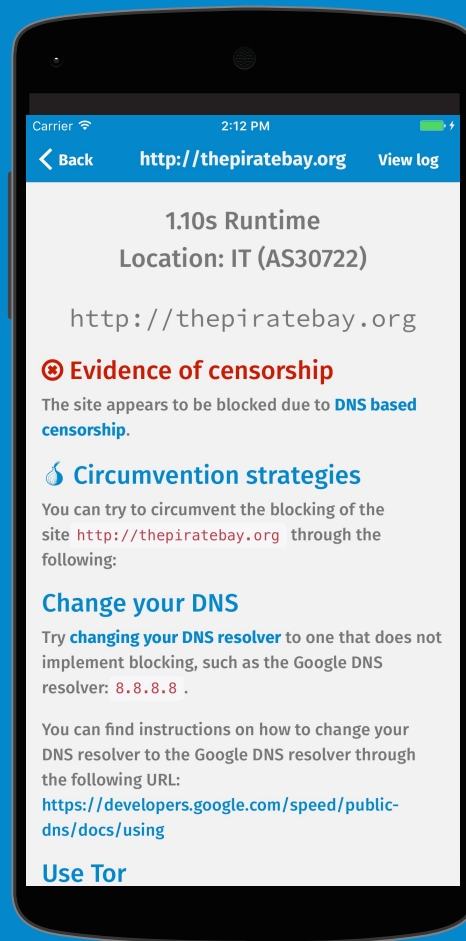 Carrier 2:12 PM
Back http://thepiratebay.org View log
1.10s Runtime
Location: IT (AS30722)
http://thepiratebay.org
Evidence of censorship
The site appears to be blocked due to DNS based
censorship.
Circumvention strategies
You can try to circumvent the blocking of the
site http://thepiratebay.org through the
following:
Change your DNS
Try changing your DNS resolver to one that does not
implement blocking, such as the Google DNS
resolver: 8.8.8.8 .
You can find instructions on how to change your
DNS resolver to the Google DNS resolver through
the following URL:
https://developers.google.com/speed/public-
dns/docs/using
Use Tor